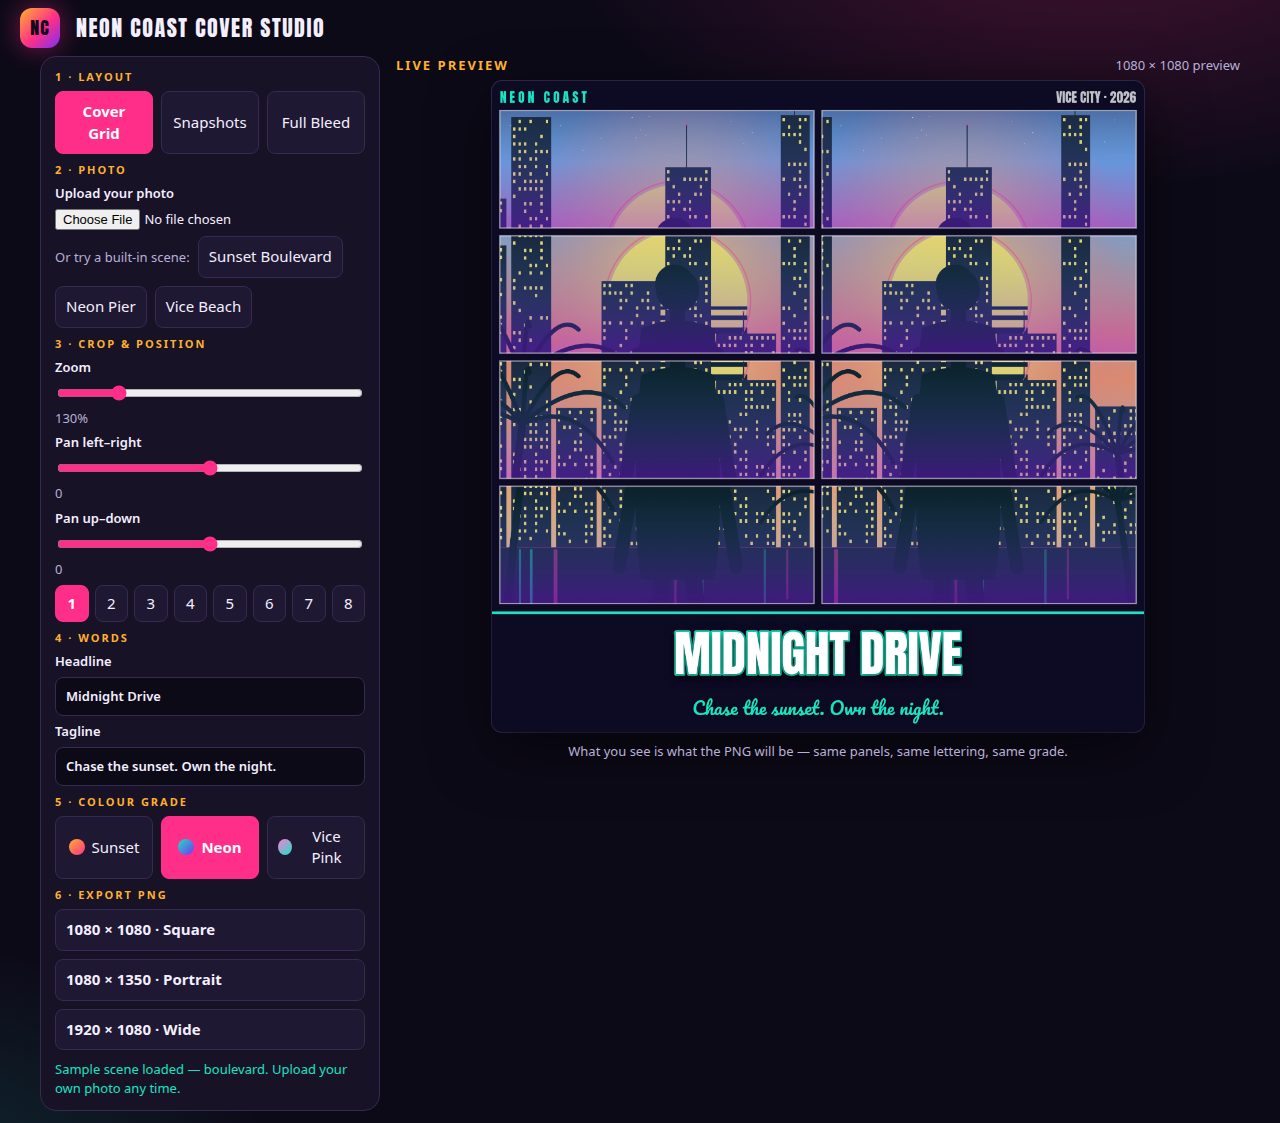 NC NEON COAST COVER STUDIO
1 · LAYOUT
Cover
Grid
Snapshots
Full Bleed
2 · PHOTO
Upload your photo
Choose File No file chosen
Or try a built-in scene: Sunset Boulevard
Neon Pier
Vice Beach
3 · CROP & POSITION
Zoom
130%
Pan left–right
0
Pan up–down
0
1 2 3 4 5 6 7 8
4 · WORDS
Headline
Midnight Drive
Tagline
Chase the sunset. Own the night.
5 · COLOUR GRADE
Sunset
Neon
Vice
Pink
6 · EXPORT PNG
1080 × 1080 · Square
1080 × 1350 · Portrait
1920 × 1080 · Wide
Sample scene loaded — boulevard. Upload your
own photo any time.
LIVE PREVIEW
1080 × 1080 preview
NEON COAST
VICE CITY · 2026
MIDNIGHT DRIVE
Chase the sunset. Own the night.
What you see is what the PNG will be — same panels, same lettering, same grade.